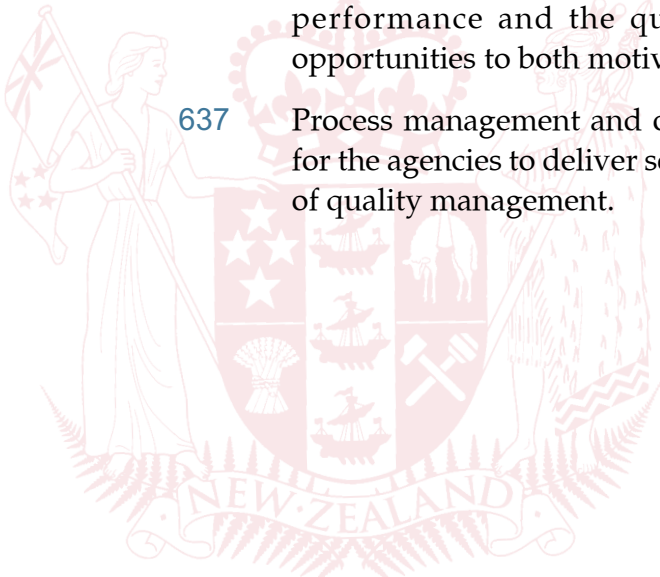 performance and the qu
opportunities to both motiv
637 Process management and
for the agencies to deliver se
of quality management.
NEW·ZEALAND